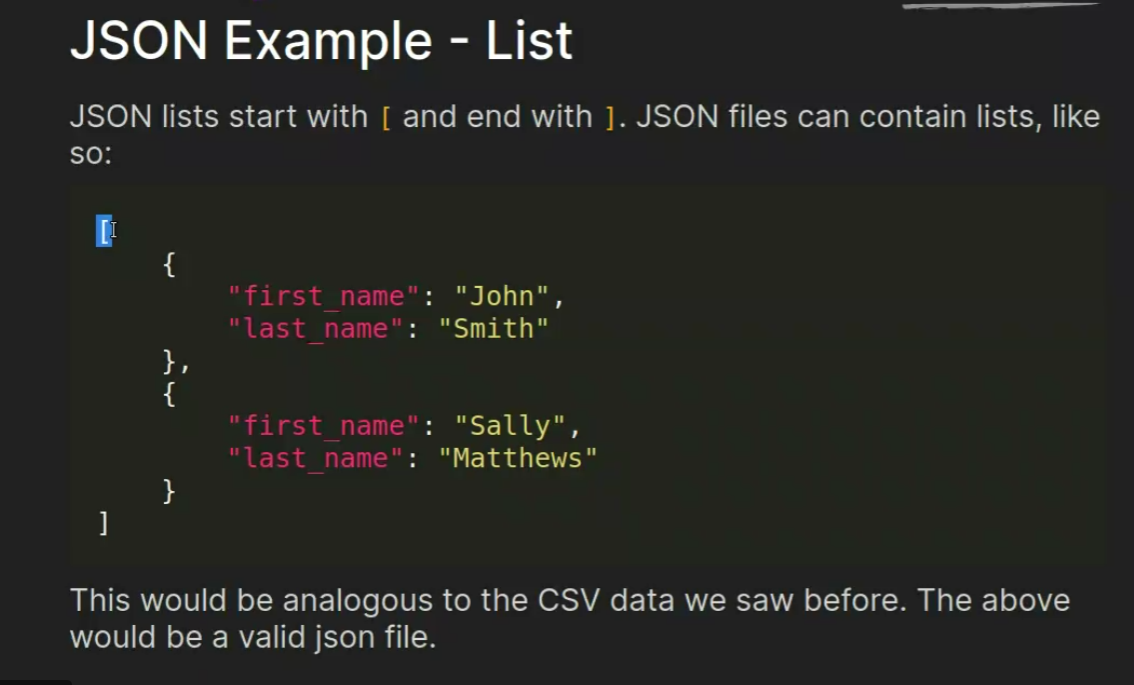 JSON Example - List
JSON lists start with [ and end with ]. JSON files can contain lists, like
so:
[
    {
        "first_name": "John",
        "last_name": "Smith"
    },
    {
        "first_name": "Sally",
        "last_name": "Matthews"
    }
]
This would be analogous to the CSV data we saw before. The above
would be a valid json file.